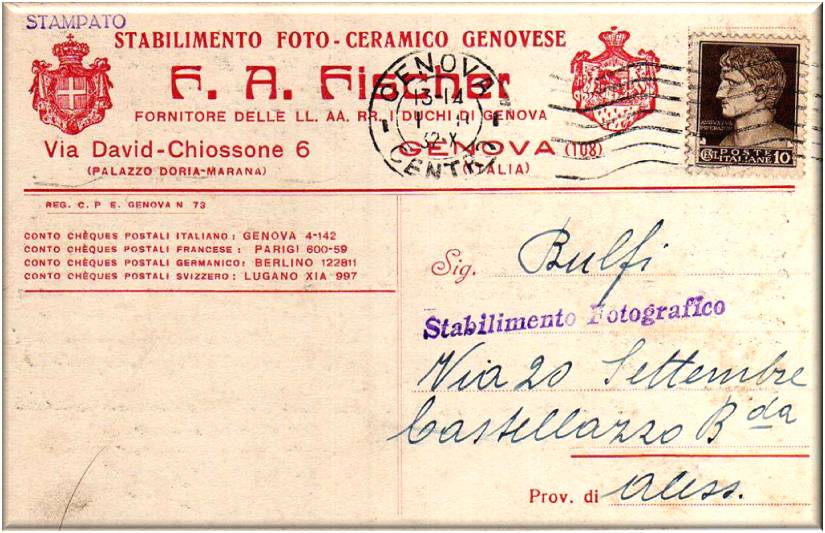 STAMPATO
STABILIMENTO FOTO-CERAMICO GENOVESE
F. A. Fischer
FORNITORE DELLE LL. AA. RR. I DUCHI DI GENOVA
Via David-Chiossone 6
GENOVA (108)
(PALAZZO DORIA-MARANA)
(ITALIA)
GENOVA
13-14
CENTRO
POSTE
ITALIANE 10
REG. C. P. E. GENOVA N 73
CONTO CHÈQUES POSTALI ITALIANO: GENOVA 4-142
CONTO CHÈQUES POSTALI FRANCESE: PARIGI 600-59
CONTO CHÈQUES POSTALI GERMANICO: BERLINO 122811
CONTO CHÈQUES POSTALI SVIZZERO: LUGANO XIA 997
Sig. Bulfi
Stabilimento Fotografico
Via 20 Settembre
Castellazzo Bda
Prov. di Aless.